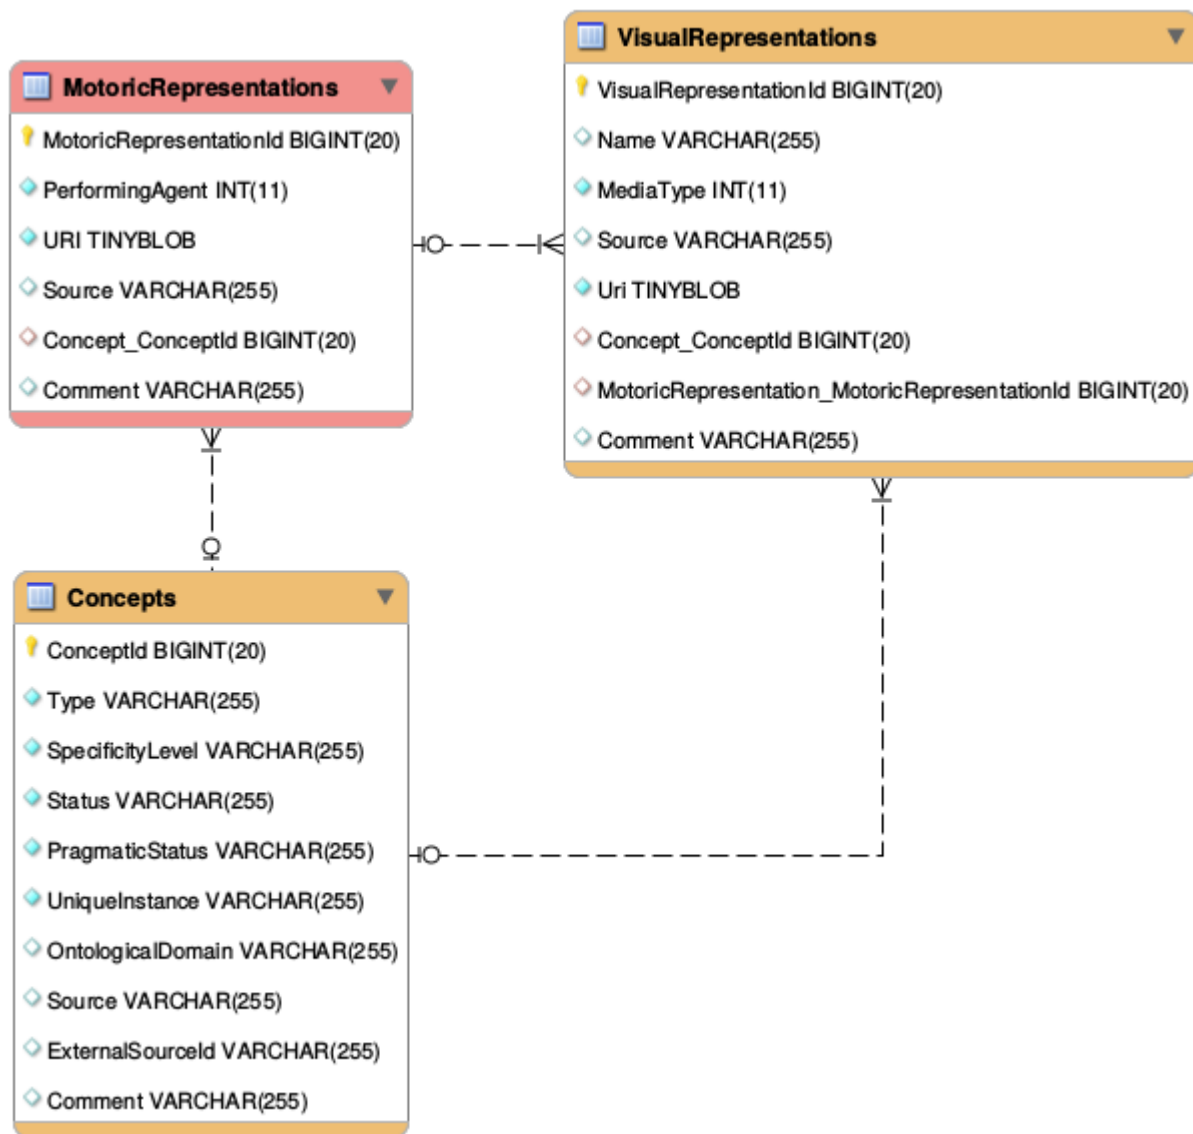 MotoricRepresentations
MotoricRepresentationId BIGINT(20)
PerformingAgent INT(11)
URI TINYBLOB
Source VARCHAR(255)
Concept_ConceptId BIGINT(20)
Comment VARCHAR(255)
VisualRepresentations
VisualRepresentationId BIGINT(20)
Name VARCHAR(255)
MediaType INT(11)
Source VARCHAR(255)
Uri TINYBLOB
Concept_ConceptId BIGINT(20)
MotoricRepresentation_MotoricRepresentationId BIGINT(20)
Comment VARCHAR(255)
Concepts
ConceptId BIGINT(20)
Type VARCHAR(255)
SpecificityLevel VARCHAR(255)
Status VARCHAR(255)
PragmaticStatus VARCHAR(255)
UniqueInstance VARCHAR(255)
OntologicalDomain VARCHAR(255)
Source VARCHAR(255)
ExternalSourceId VARCHAR(255)
Comment VARCHAR(255)